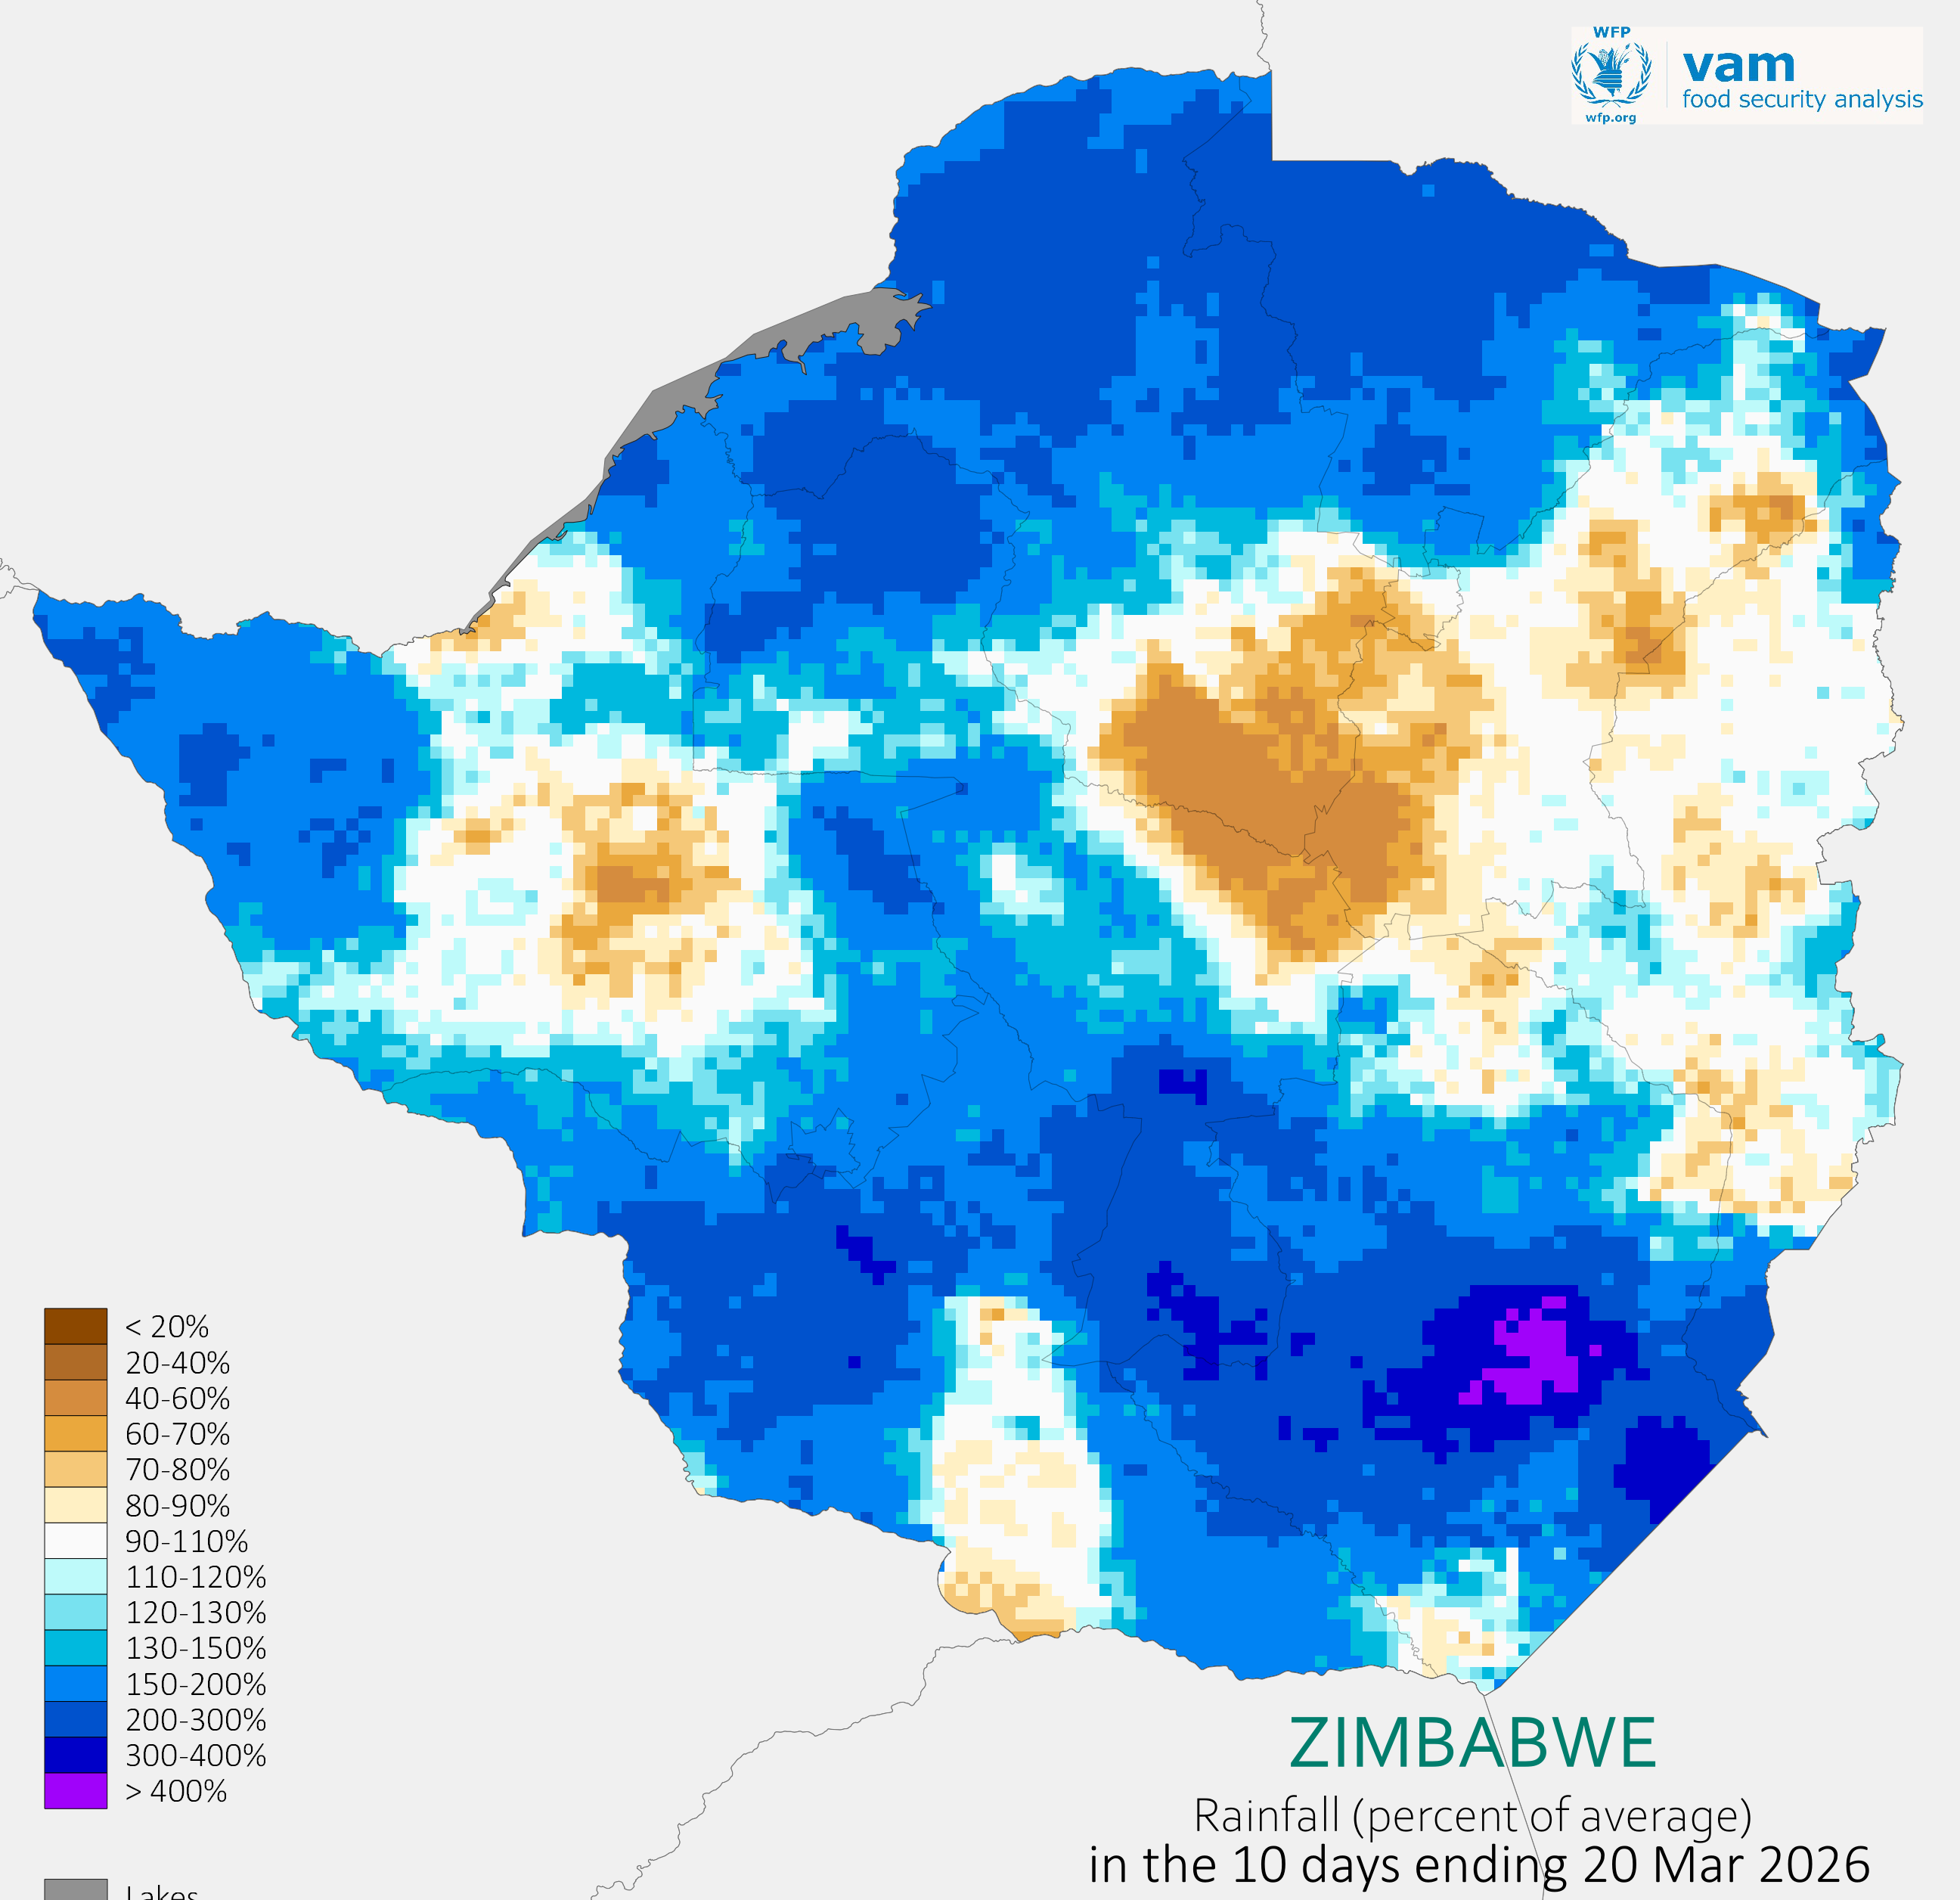 WFP
wfp.org
vam
food security analysis
< 20%
20-40%
40-60%
60-70%
70-80%
80-90%
90-110%
110-120%
120-130%
130-150%
150-200%
200-300%
300-400%
> 400%
Lakes
ZIMBABWE
Rainfall (percent of average)
in the 10 days ending 20 Mar 2026